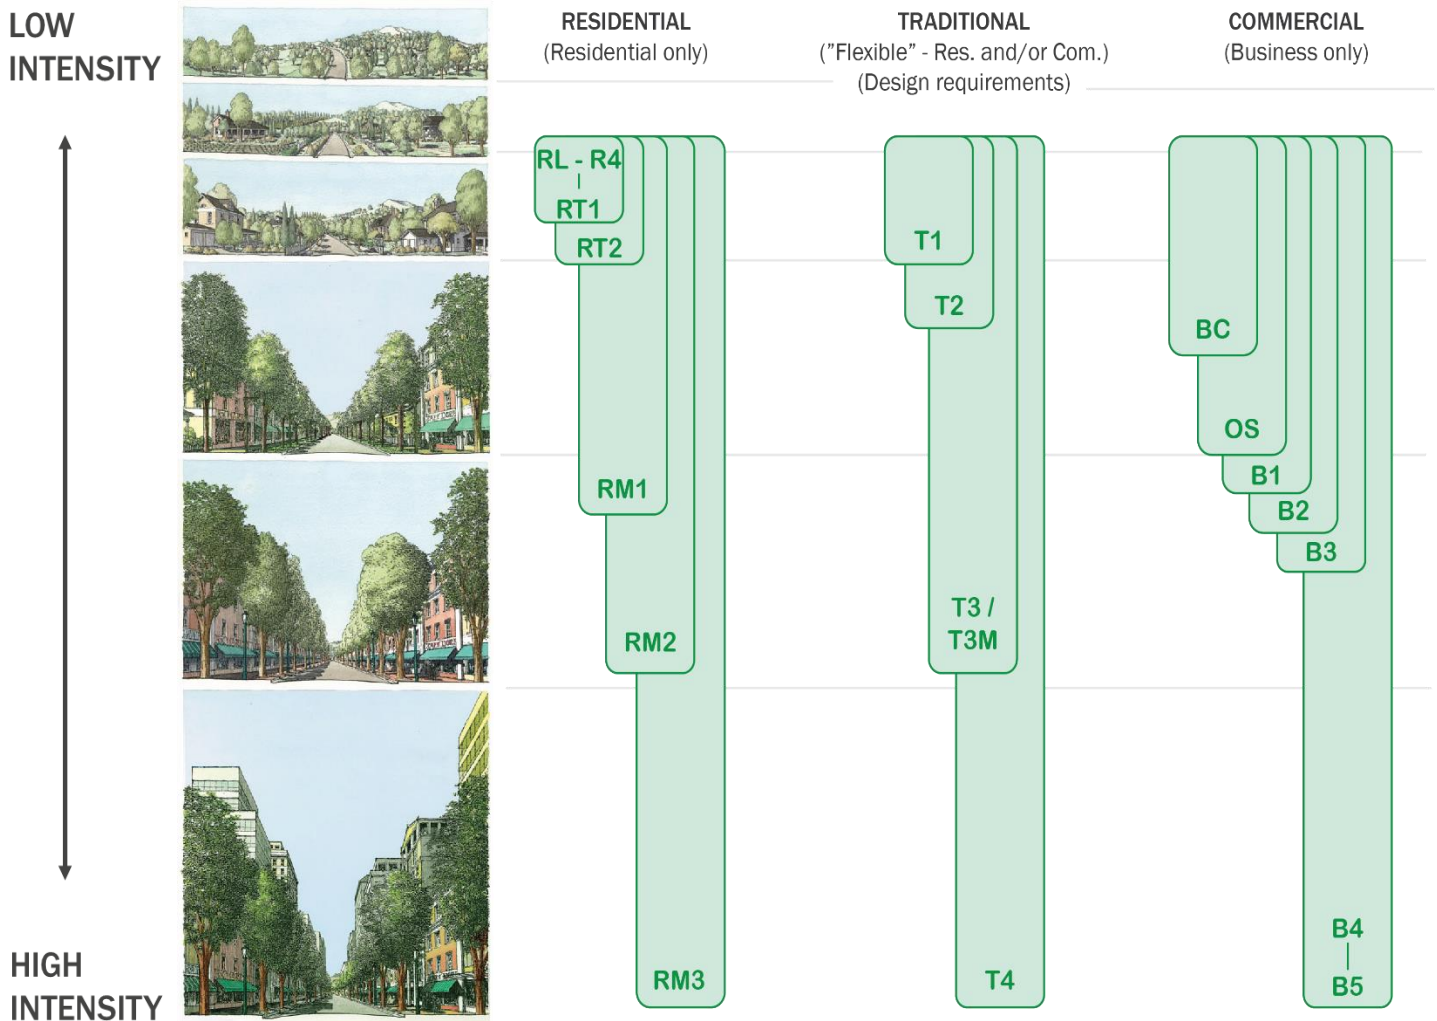 LOW
INTENSITY
HIGH
INTENSITY
RESIDENTIAL
(Residential only)
RL - R4
RT1
RT2
RM1
RM2
RM3
TRADITIONAL
("Flexible" - Res. and/or Com.)
(Design requirements)
T1
T2
T3 /
T3M
T4
COMMERCIAL
(Business only)
BC
OS
B1
B2
B3
B4
B5